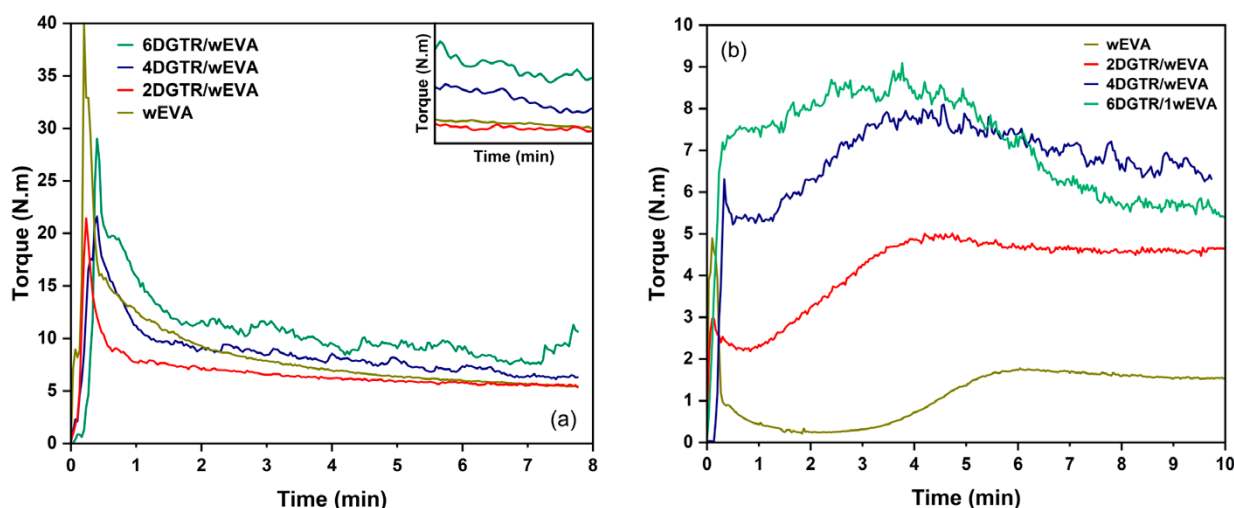 40
35
30
25
20
15
10
5
0
Torque (N.m)
6DGTR/wEVA
4DGTR/wEVA
2DGTR/wEVA
wEVA
Torque (N.m)
Time (min)
(a)
0 1 2 3 4 5 6 7 8
Time (min)
10
9
8
7
6
5
4
3
2
1
0
Torque (N.m)
(b)
wEVA
2DGTR/wEVA
4DGTR/wEVA
6DGTR/1wEVA
0 1 2 3 4 5 6 7 8 9 10
Time (min)